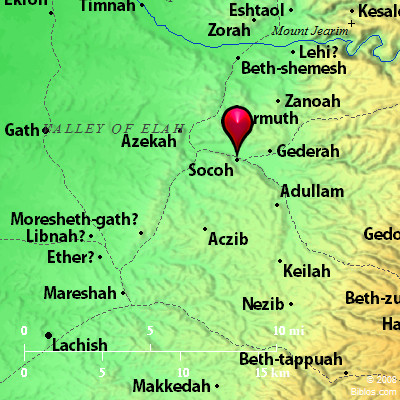 Ekron
Timnah
Eshtaol
Kesalo
Zorah
Mount Jearim
Lehi?
Beth-shemesh
Zanoah
Gath
VALLEY OF ELAH
rmuth
Azekah
Gederah
Socoh
Adullam
Moresheth-gath?
Libnah?
Aczib
Gedo
Ether?
Keilah
Mareshah
Nezib
Beth-zu
Ha
0 5 10 mi
Lachish
0 5 10 15 km
Beth-tappuah
Makkedah
© 2008
Bibles.com